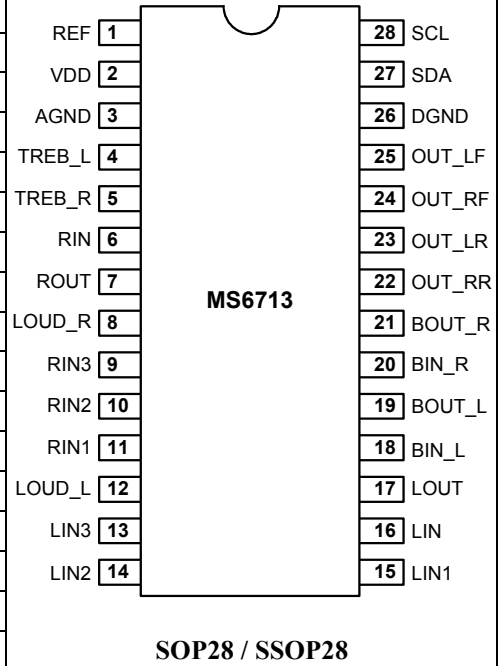 REF 1 28 SCL
VDD 2 27 SDA
AGND 3 26 DGND
TREB_L 4 25 OUT_LF
TREB_R 5 24 OUT_RF
RIN 6 23 OUT_LR
ROUT 7 22 OUT_RR
MS6713
LOUD_R 8 21 BOUT_R
RIN3 9 20 BIN_R
RIN2 10 19 BOUT_L
RIN1 11 18 BIN_L
LOUD_L 12 17 LOUT
LIN3 13 16 LIN
LIN2 14 15 LIN1
SOP28 / SSOP28